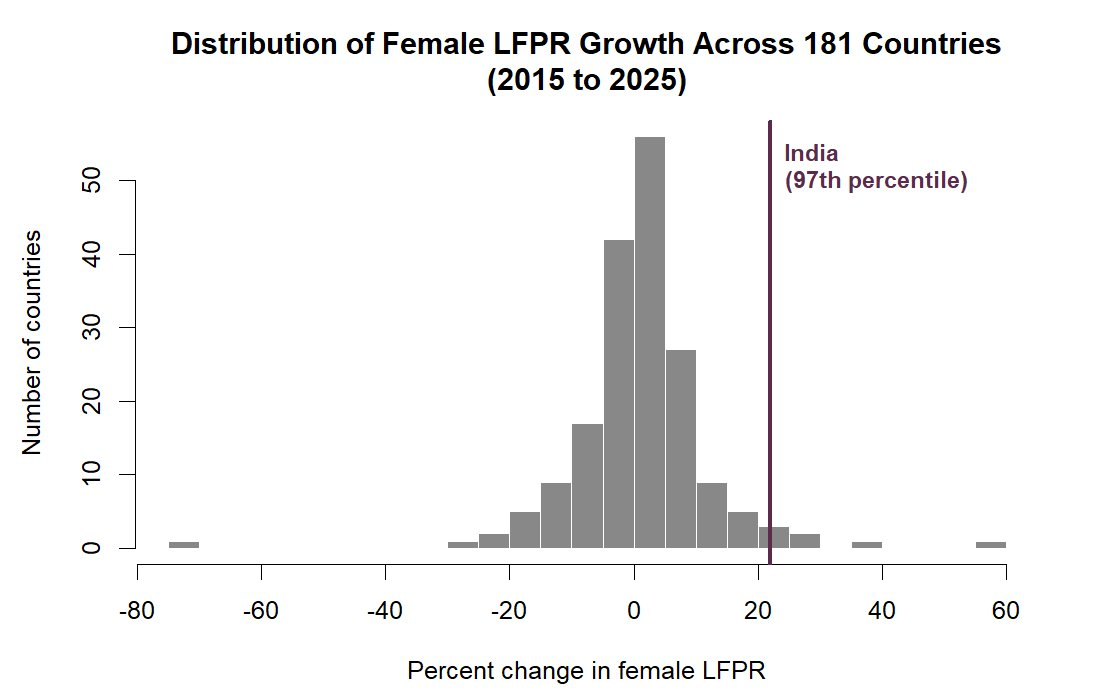 Distribution of Female LFPR Growth Across 181 Countries
(2015 to 2025)
India
(97th percentile)
Number of countries
50
40
30
20
10
0
-80 -60 -40 -20 0 20 40 60
Percent change in female LFPR